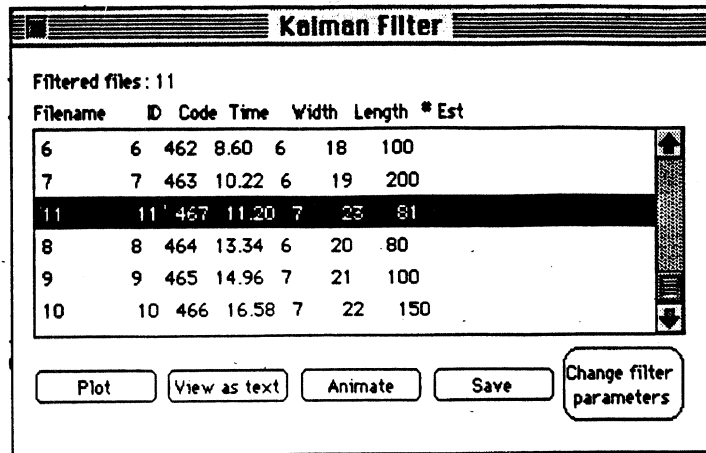 Kalman Filter
Filtered files: 11
Filename ID Code Time Width Length # Est
6 6 462 8.60 6 18 100
7 7 463 10.22 6 19 200
11 11 467 11.20 7 23 81
8 8 464 13.34 6 20 80
9 9 465 14.96 7 21 100
10 10 466 16.58 7 22 150
Plot View as text Animate Save Change filter
parameters